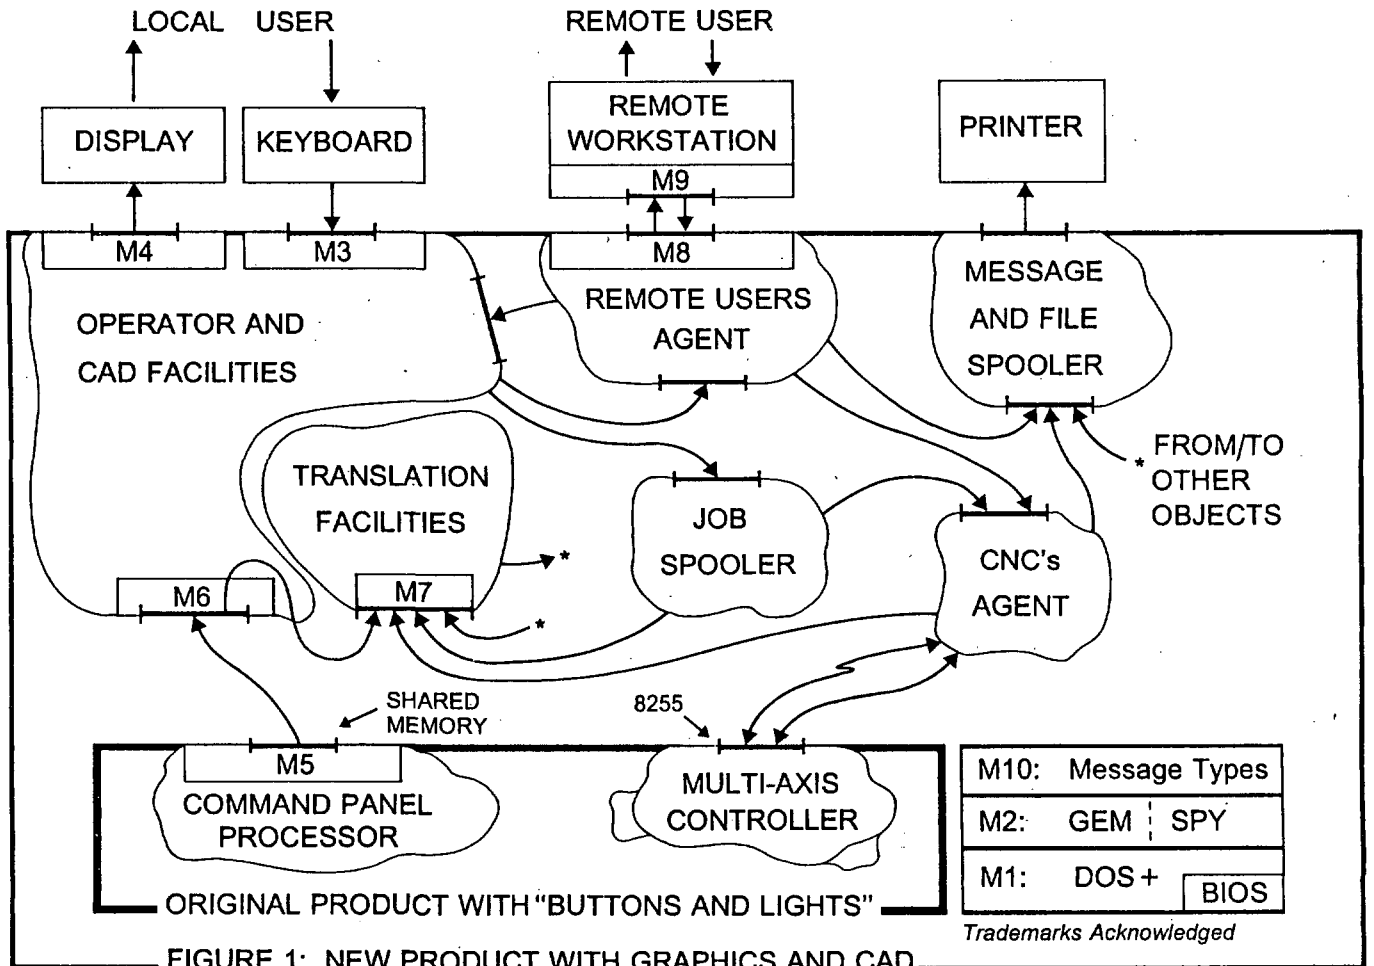 LOCAL USER
REMOTE USER
DISPLAY
KEYBOARD
REMOTE
WORKSTATION
M9
PRINTER
M4
M3
M8
OPERATOR AND
CAD FACILITIES
REMOTE USERS
AGENT
MESSAGE
AND FILE
SPOOLER
TRANSLATION
FACILITIES
* FROM/TO
OTHER
OBJECTS
JOB
SPOOLER
CNC's
AGENT
*
M6
M7
*
SHARED
MEMORY
8255
M5
COMMAND PANEL
PROCESSOR
MULTI-AXIS
CONTROLLER
M10: Message Types
M2: GEM ¦ SPY
M1: DOS +
BIOS
ORIGINAL PRODUCT WITH "BUTTONS AND LIGHTS"
Trademarks Acknowledged
FIGURE 1: NEW PRODUCT WITH GRAPHICS AND CAD